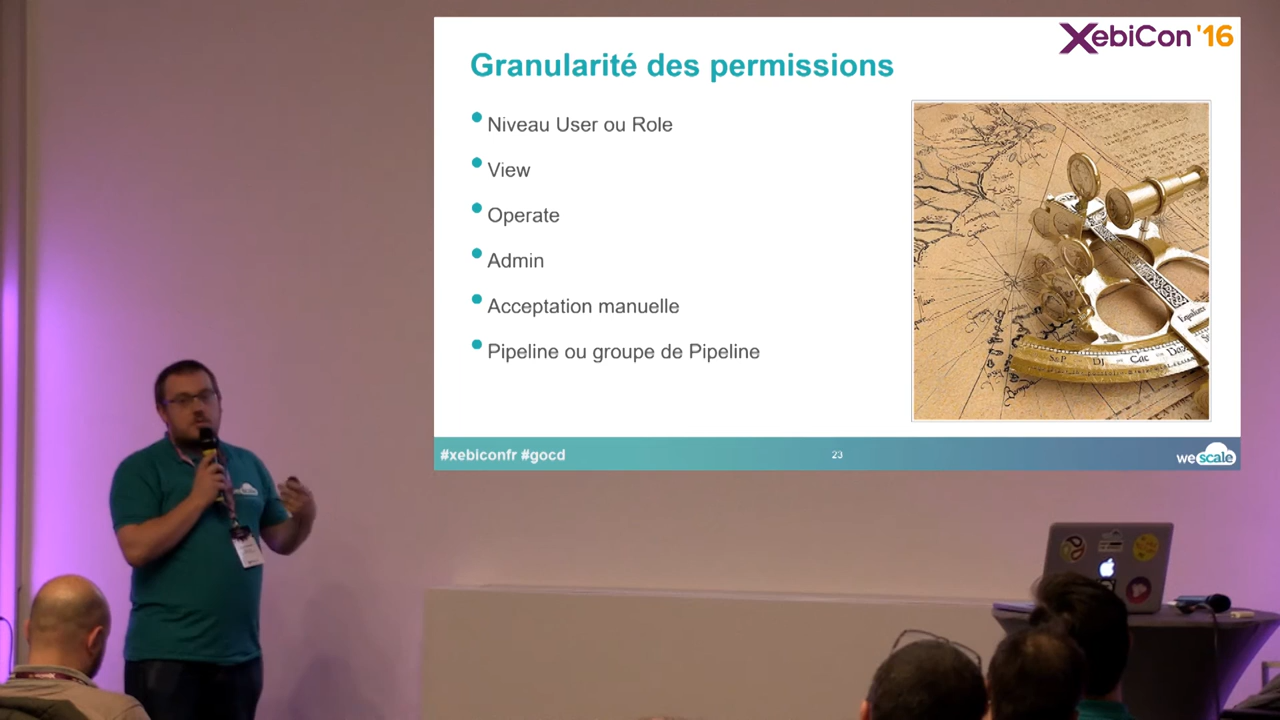 XebiCon '16
Granularité des permissions
Niveau User ou Role
View
Operate
Admin
Acceptation manuelle
Pipeline ou groupe de Pipeline
#xebiconfr #gocd
23
wescale